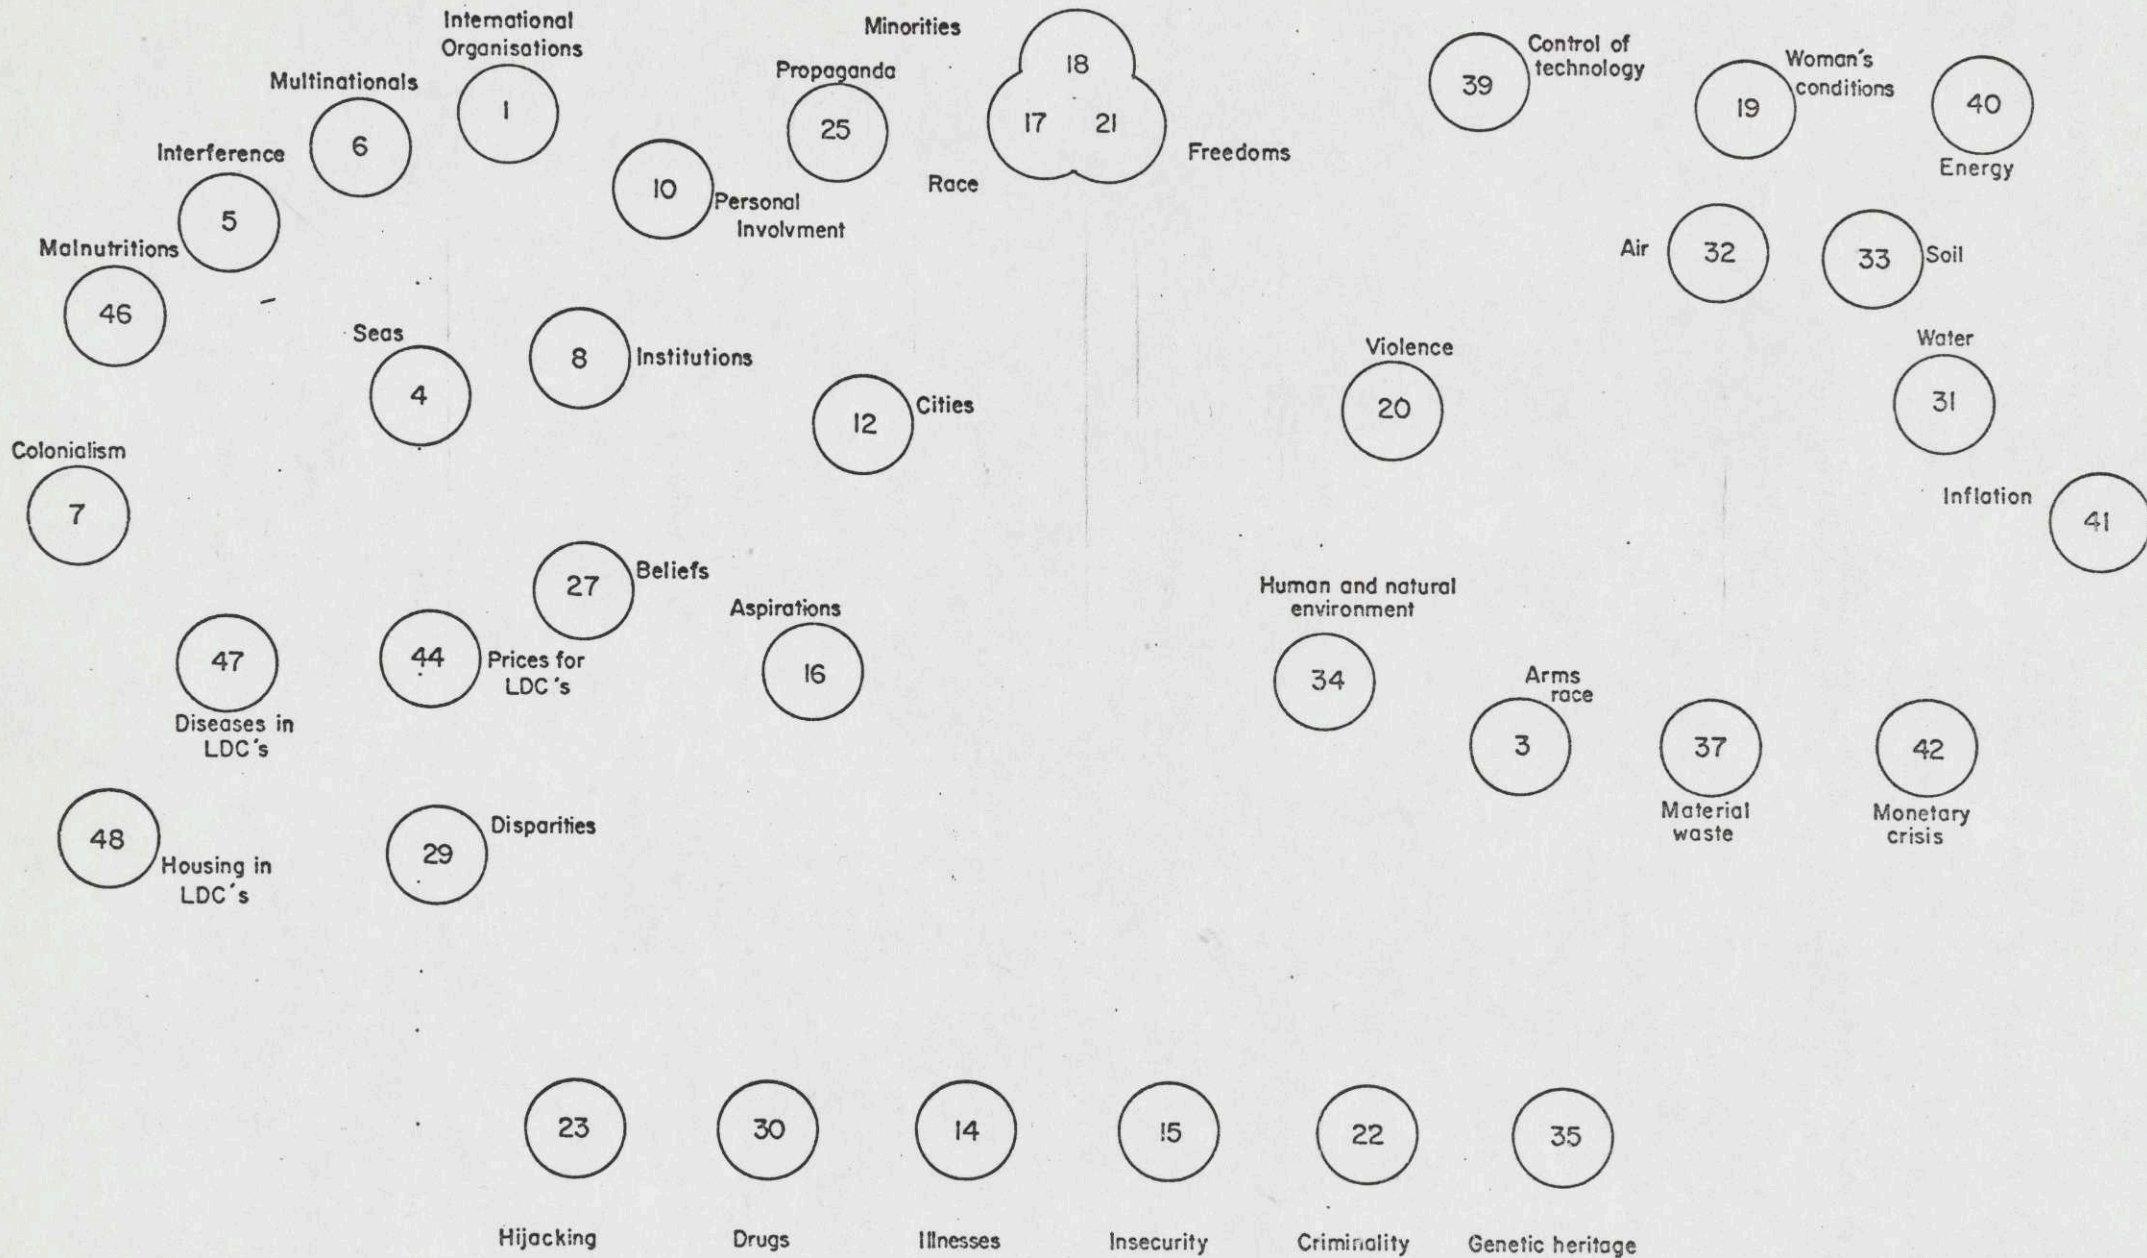 International
Organisations
1
Multinationals
6
Interference
5
Malnutritions
46
10
Personal
Involvment
Propaganda
25
Minorities
18
17 21
Race
Freedoms
39
Control of
technology
19
Woman's
conditions
40
Energy
Air
32
33
Soil
Seas
4
8
Institutions
12
Cities
Violence
20
Water
31
Colonialism
7
Inflation
41
27
Beliefs
Aspirations
16
47
Diseases in
LDC's
44
Prices for
LDC's
Human and natural
environment
34
Arms
race
3
37
Material
waste
42
Monetary
crisis
48
Housing in
LDC's
29
Disparities
23 30 14 15 22 35
Hijacking Drugs Illnesses Insecurity Criminality Genetic heritage